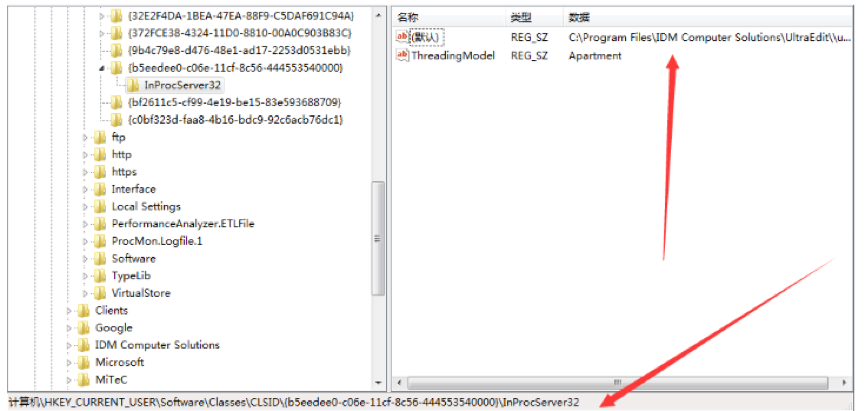 {32E2F4DA-1BEA-47EA-88F9-C5DAF691C94A}
{372FCE38-4324-11D0-8810-00A0C903B83C}
{9b4c79e8-d476-48e1-ad17-2253d0531ebb}
{b5eedee0-c06e-11cf-8c56-444553540000}
InProcServer32
{bf2611c5-cf99-4e19-be15-83e593688709}
{c0bf323d-faa8-4b16-bdc9-92c6acb76dc1}
ftp
http
https
Interface
Local Settings
PerformanceAnalyzer.ETLFile
ProcMon.Logfile.1
Software
TypeLib
VirtualStore
Clients
Google
IDM Computer Solutions
Microsoft
MiTeC
名称 类型 数据
ab (默认) REG_SZ C:\Program Files\IDM Computer Solutions\UltraEdit\\u...
ab ThreadingModel REG_SZ Apartment
计算机\HKEY_CURRENT_USER\Software\Classes\CLSID\{b5eedee0-c06e-11cf-8c56-444553540000}\InProcServer32